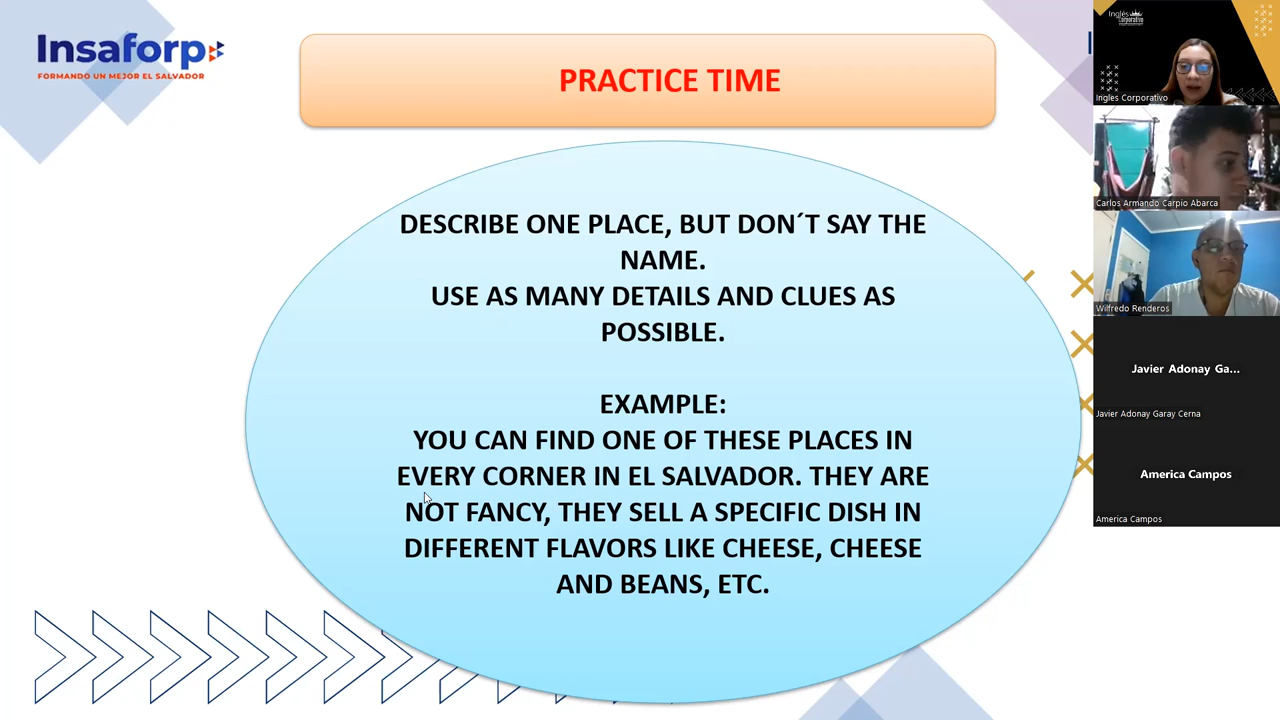 Insaforp
FORMANDO UN MEJOR EL SALVADOR
PRACTICE TIME
DESCRIBE ONE PLACE, BUT DON´T SAY THE
NAME.
USE AS MANY DETAILS AND CLUES AS
POSSIBLE.
EXAMPLE:
YOU CAN FIND ONE OF THESE PLACES IN
EVERY CORNER IN EL SALVADOR. THEY ARE
NOT FANCY, THEY SELL A SPECIFIC DISH IN
DIFFERENT FLAVORS LIKE CHEESE, CHEESE
AND BEANS, ETC.
Inglés
Corporativo
Ingles Corporativo
Carlos Armando Carpio Abarca
Wilfredo Renderos
Javier Adonay Ga...
Javier Adonay Garay Cerna
America Campos
America Campos